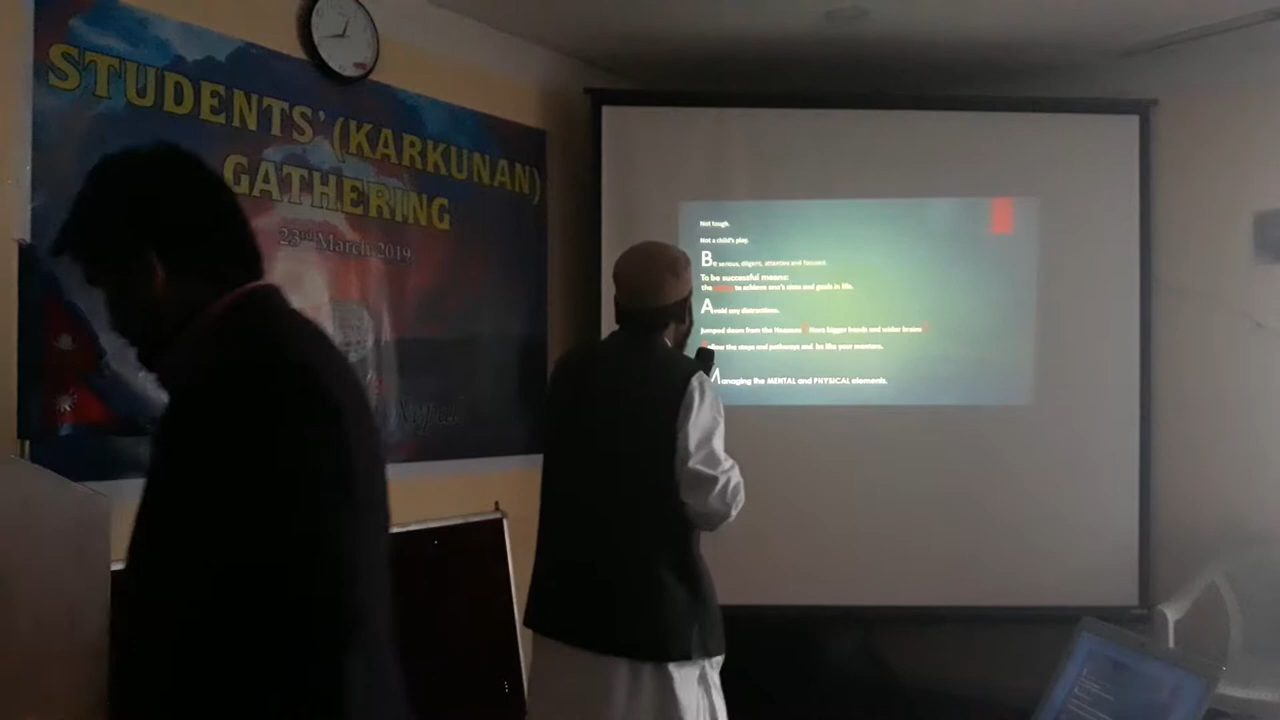 STUDENTS' (KARKUNAN)
GATHERING
23rd March 2019
Nepal
Not tough.
Not a child's play.
Be serious, diligent, attentive and focused.
To be successful means:
the to achieve one's aims and goals in life.
Avoid any distractions.
Jumped down from the Heavens Have bigger heads and wider brains
the steps and pathways and be like your mentors.
Managing the MENTAL and PHYSICAL elements.